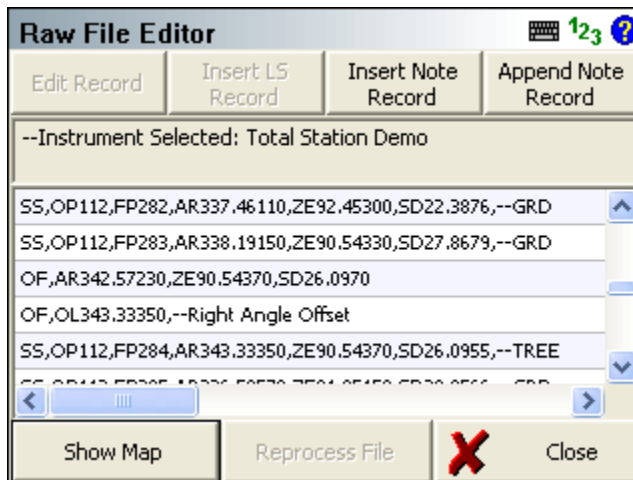 Raw File Editor
123
?
Edit Record
Insert LS
Record
Insert Note
Record
Append Note
Record
--Instrument Selected: Total Station Demo
SS,OP112,FP282,AR337.46110,ZE92.45300,SD22.3876,--GRD
SS,OP112,FP283,AR338.19150,ZE90.54330,SD27.8679,--GRD
OF,AR342.57230,ZE90.54370,SD26.0970
OF,OL343.33350,--Right Angle Offset
SS,OP112,FP284,AR343.33350,ZE90.54370,SD26.0955,--TREE
Show Map
Reprocess File
Close